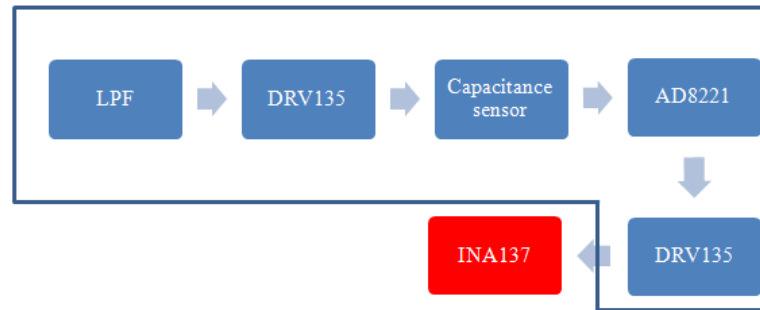 LPF
DRV135
Capacitance
sensor
AD8221
DRV135
INA137